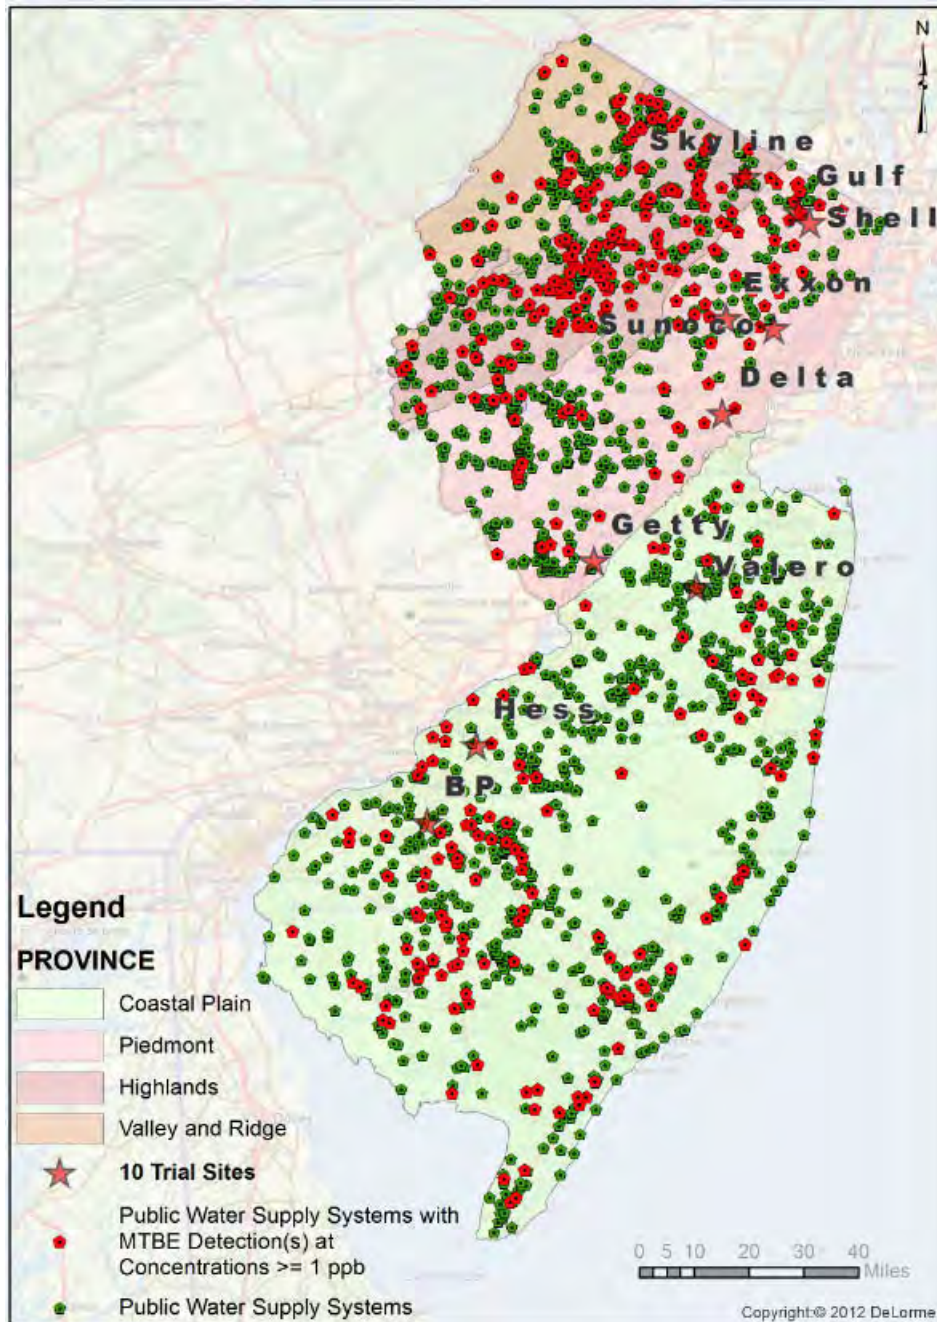 N
Skyline
Gulf
Shell
Exxon
Sunoco
Delta
Getty
Valero
Hess
BP
Legend
PROVINCE
Coastal Plain
Piedmont
Highlands
Valley and Ridge
10 Trial Sites
Public Water Supply Systems with
MTBE Detection(s) at
Concentrations >= 1 ppb
Public Water Supply Systems
0 5 10 20 30 40
Miles
Copyright:© 2012 DeLorme